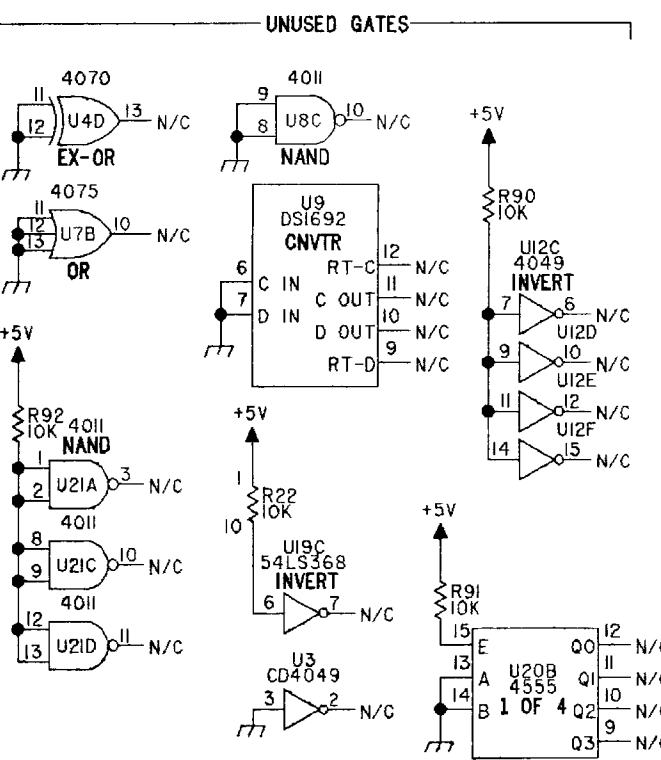 UNUSED GATES
4070
11
12
U4D
13
N/C
EX-OR
4011
9
8
U8C
10
N/C
NAND
4075
11
12
13
U7B
10
N/C
OR
U9
DS1692
CNVTR
6
C IN
7
D IN
RT-C
12
N/C
C OUT
11
N/C
D OUT
10
N/C
RT-D
9
N/C
+5V
R90
10K
U12C
4049
INVERT
7
6
N/C
U12D
9
10
N/C
U12E
11
12
N/C
U12F
14
15
N/C
+5V
R92
10K
4011
NAND
1
2
U21A
3
N/C
4011
8
9
U21C
10
N/C
4011
12
13
U21D
11
N/C
+5V
1
R22
10K
10
U19C
54LS368
INVERT
6
7
N/C
U3
CD4049
3
2
N/C
+5V
R91
10K
15
E
13
A
14
B
U20B
4555
1 OF 4
Q0
12
N/C
Q1
11
N/C
Q2
10
N/C
Q3
9
N/C